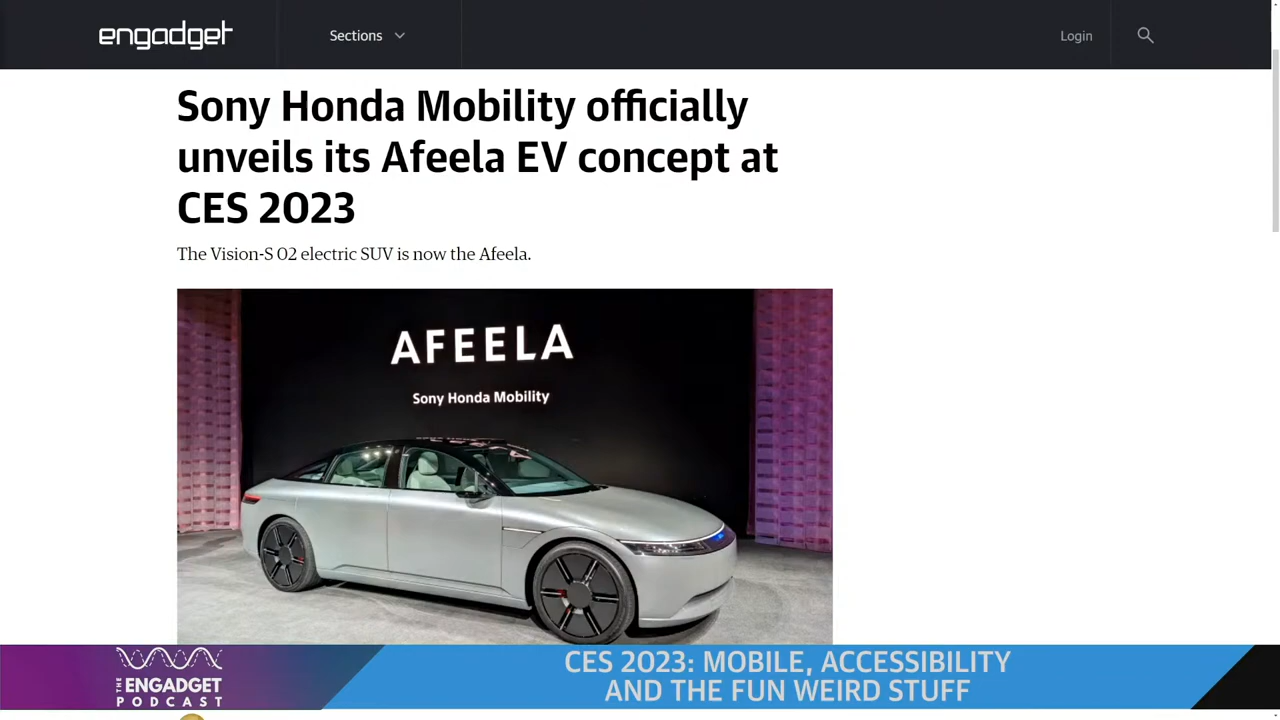 engadget
Sections
Login
Sony Honda Mobility officially
unveils its Afeela EV concept at
CES 2023
The Vision-S 02 electric SUV is now the Afeela.
AFEELA
Sony Honda Mobility
THE ENGADGET
PODCAST
CES 2023: MOBILE, ACCESSIBILITY
AND THE FUN WEIRD STUFF